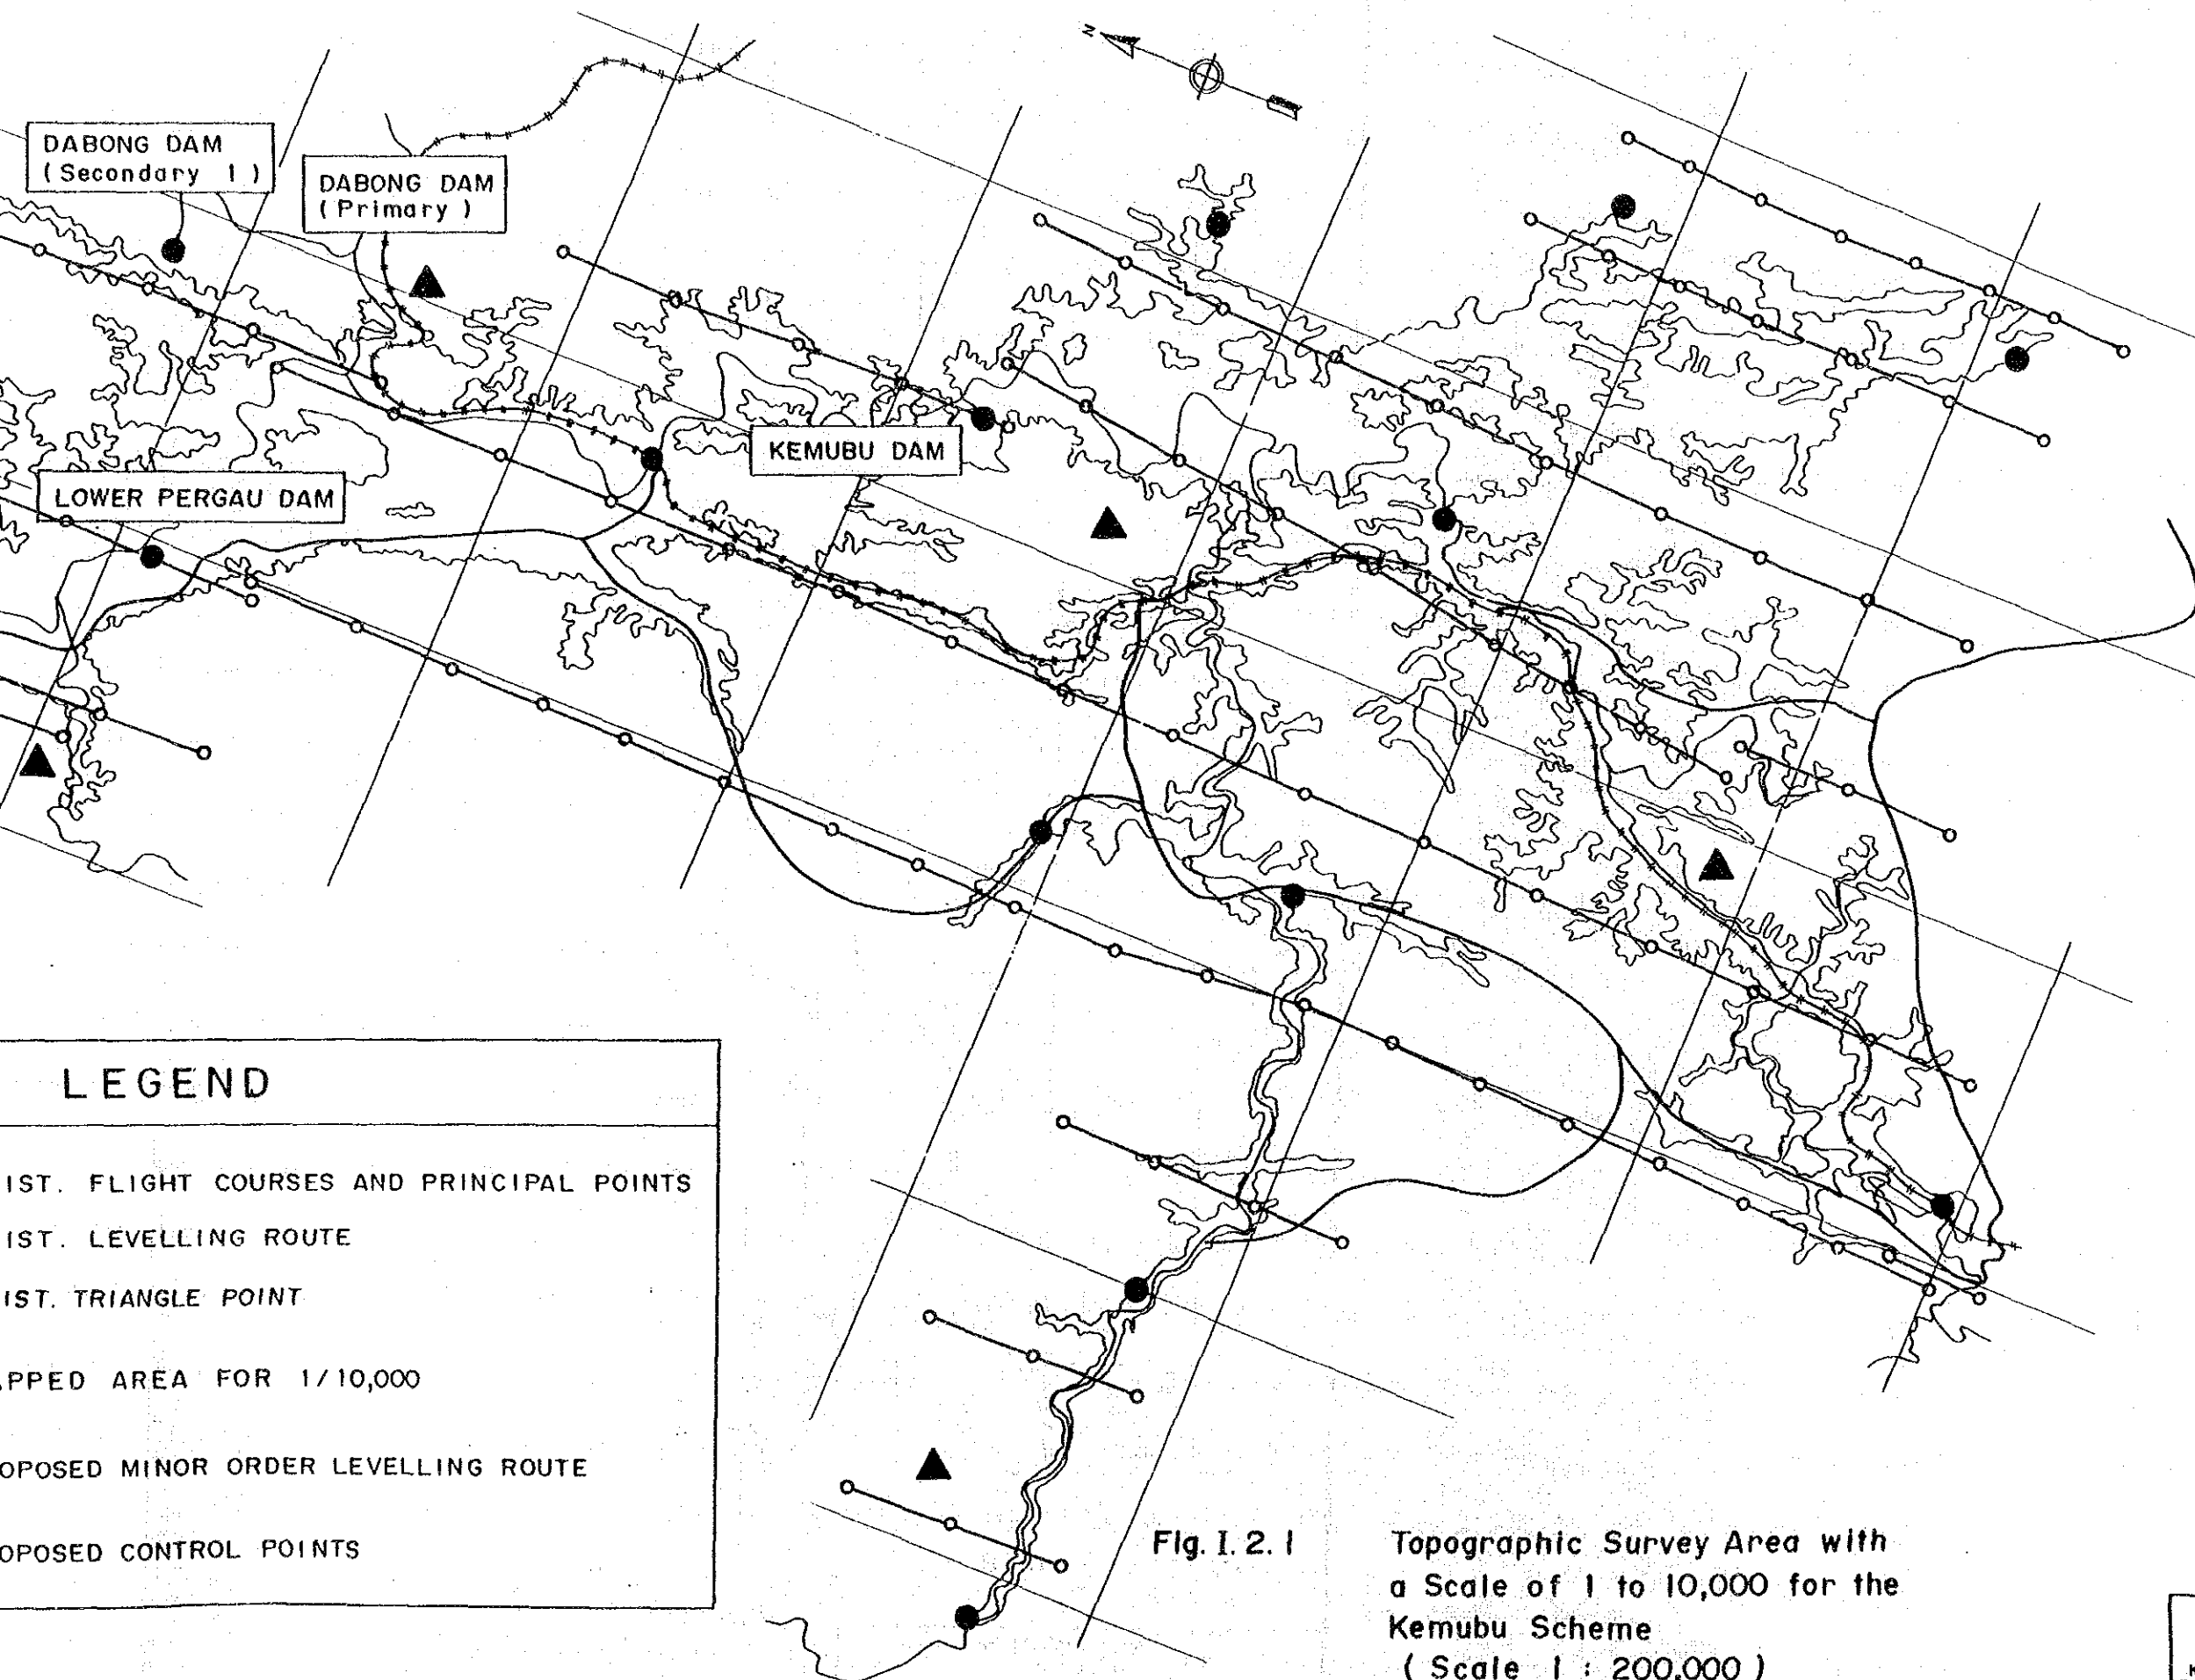 N
DABONG DAM
( Secondary 1 )
DABONG DAM
( Primary )
KEMUBU DAM
LOWER PERGAU DAM
LEGEND
IST. FLIGHT COURSES AND PRINCIPAL POINTS
IST. LEVELLING ROUTE
IST. TRIANGLE POINT
APPED AREA FOR 1/10,000
OPOSED MINOR ORDER LEVELLING ROUTE
OPOSED CONTROL POINTS
Fig. I. 2. 1
Topographic Survey Area with
a Scale of 1 to 10,000 for the
Kemubu Scheme
( Scale 1 : 200,000 )